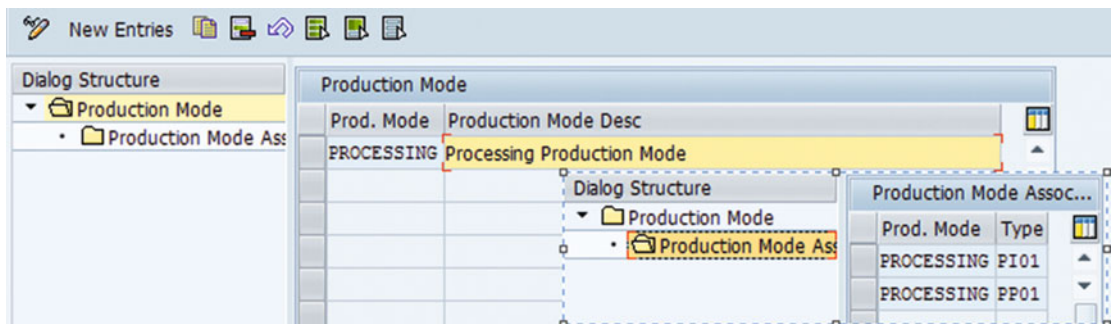 New Entries
Dialog Structure
Production Mode
Production Mode Ass
Production Mode
Prod. Mode Production Mode Desc
PROCESSING Processing Production Mode
Dialog Structure
Production Mode
Production Mode Ass
Production Mode Assoc...
Prod. Mode Type
PROCESSING PI01
PROCESSING PP01